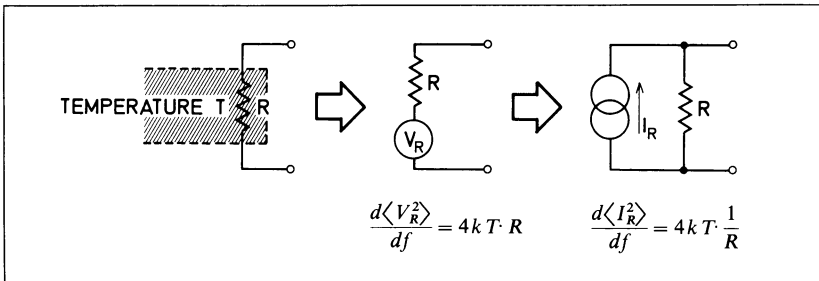 TEMPERATURE T R
R
V_R
I_R
R
d⟨V_R^2⟩/df = 4kT· R
d⟨I_R^2⟩/df = 4kT· 1/R